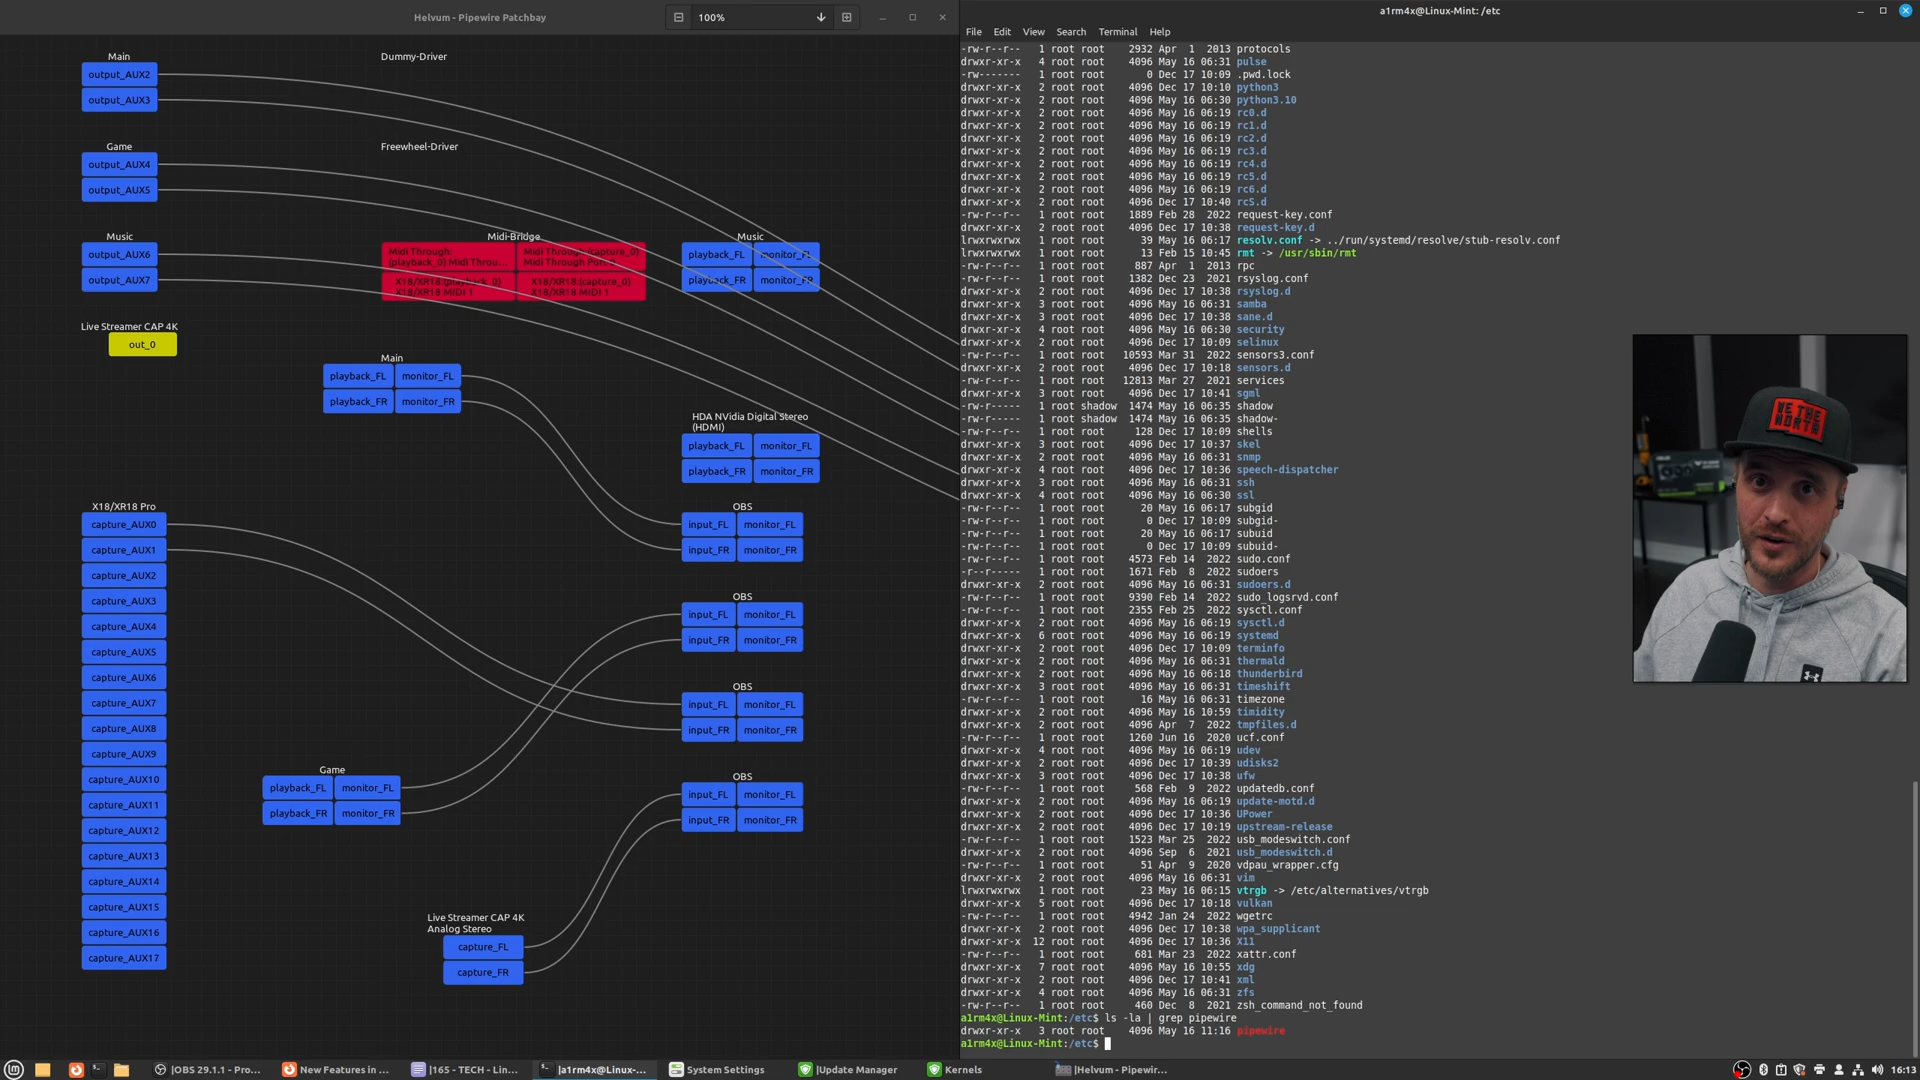 Helvum - Pipewire Patchbay
100%
Main
output_AUX2
output_AUX3
Dummy-Driver
Game
output_AUX4
output_AUX5
Freewheel-Driver
Music
output_AUX6
output_AUX7
Midi-Bridge
Midi Through:
(playback_0) Midi Throu...
Midi Through:(capture_0)
X18/XR18:(playback_0)
X18/XR18 MIDI 1
X18/XR18:(capture_0)
X18/XR18 MIDI 1
Music
playback_FL
monitor_FL
playback_FR
monitor_FR
Live Streamer CAP 4K
out_0
Main
playback_FL
monitor_FL
playback_FR
monitor_FR
HDA NVidia Digital Stereo
(HDMI)
playback_FL
monitor_FL
playback_FR
monitor_FR
X18/XR18 Pro
capture_AUX0
capture_AUX1
capture_AUX2
capture_AUX3
capture_AUX4
capture_AUX5
capture_AUX6
capture_AUX7
capture_AUX8
capture_AUX9
capture_AUX10
capture_AUX11
capture_AUX12
capture_AUX13
capture_AUX14
capture_AUX15
capture_AUX16
capture_AUX17
OBS
input_FL
monitor_FL
input_FR
monitor_FR
OBS
input_FL
monitor_FL
input_FR
monitor_FR
OBS
input_FL
monitor_FL
input_FR
monitor_FR
OBS
input_FL
monitor_FL
input_FR
monitor_FR
Game
playback_FL
monitor_FL
playback_FR
monitor_FR
Live Streamer CAP 4K
Analog Stereo
capture_FL
capture_FR
a1rm4x@Linux-Mint: /etc
File Edit View Search Terminal Help
-rw-r--r-- 1 root root 2932 Apr 1 2013 protocols
drwxr-xr-x 4 root root 4096 May 16 06:31 pulse
-rw------- 1 root root 0 Dec 17 10:09 .pwd.lock
drwxr-xr-x 2 root root 4096 Dec 17 10:10 python3
drwxr-xr-x 2 root root 4096 May 16 06:30 python3.10
drwxr-xr-x 2 root root 4096 May 16 06:19 rc0.d
drwxr-xr-x 2 root root 4096 May 16 06:19 rc1.d
drwxr-xr-x 2 root root 4096 May 16 06:19 rc2.d
drwxr-xr-x 2 root root 4096 May 16 06:19 rc3.d
drwxr-xr-x 2 root root 4096 May 16 06:19 rc4.d
drwxr-xr-x 2 root root 4096 May 16 06:19 rc5.d
drwxr-xr-x 2 root root 4096 May 16 06:19 rc6.d
drwxr-xr-x 2 root root 4096 Dec 17 10:40 rcS.d
-rw-r--r-- 1 root root 1889 Feb 28 2022 request-key.conf
drwxr-xr-x 2 root root 4096 Dec 17 10:38 request-key.d
lrwxrwxrwx 1 root root 39 May 16 06:17 resolv.conf -> ../run/systemd/resolve/stub-resolv.conf
lrwxrwxrwx 1 root root 13 Feb 15 10:45 rmt -> /usr/sbin/rmt
-rw-r--r-- 1 root root 887 Apr 1 2013 rpc
-rw-r--r-- 1 root root 1382 Dec 23 2021 rsyslog.conf
drwxr-xr-x 2 root root 4096 Dec 17 10:38 rsyslog.d
drwxr-xr-x 3 root root 4096 May 16 06:31 samba
drwxr-xr-x 3 root root 4096 Dec 17 10:38 sane.d
drwxr-xr-x 4 root root 4096 May 16 06:30 security
drwxr-xr-x 2 root root 4096 Dec 17 10:09 selinux
-rw-r--r-- 1 root root 10593 Mar 31 2022 sensors3.conf
drwxr-xr-x 2 root root 4096 Dec 17 10:38 sensors.d
-rw-r--r-- 1 root root 12813 Mar 27 2021 services
drwxr-xr-x 3 root root 4096 Dec 17 10:41 sgml
-rw-r----- 1 root shadow 1474 May 16 06:35 shadow
-rw-r----- 1 root shadow 1474 May 16 06:35 shadow-
-rw-r--r-- 1 root root 128 Dec 17 10:09 shells
drwxr-xr-x 3 root root 4096 Dec 17 10:37 skel
drwxr-xr-x 2 root root 4096 May 16 06:31 snmp
drwxr-xr-x 4 root root 4096 Dec 17 10:36 speech-dispatcher
drwxr-xr-x 3 root root 4096 May 16 06:31 ssh
drwxr-xr-x 4 root root 4096 May 16 06:30 ssl
-rw-r--r-- 1 root root 20 May 16 06:17 subgid
-rw-r--r-- 1 root root 0 Dec 17 10:09 subgid-
-rw-r--r-- 1 root root 20 May 16 06:17 subuid
-rw-r--r-- 1 root root 0 Dec 17 10:09 subuid-
-rw-r--r-- 1 root root 4573 Feb 14 2022 sudo.conf
-r--r----- 1 root root 1671 Feb 8 2022 sudoers
drwxr-xr-x 2 root root 4096 May 16 06:31 sudoers.d
-rw-r--r-- 1 root root 9390 Feb 14 2022 sudo_logsrvd.conf
-rw-r--r-- 1 root root 2355 Feb 25 2022 sysctl.conf
drwxr-xr-x 2 root root 4096 May 16 06:19 sysctl.d
drwxr-xr-x 6 root root 4096 May 16 06:19 systemd
drwxr-xr-x 2 root root 4096 Dec 17 10:09 terminfo
drwxr-xr-x 2 root root 4096 May 16 06:31 thermald
drwxr-xr-x 2 root root 4096 May 16 06:18 thunderbird
drwxr-xr-x 3 root root 4096 May 16 06:31 timeshift
-rw-r--r-- 1 root root 16 May 16 06:31 timezone
drwxr-xr-x 2 root root 4096 May 16 10:59 timidity
drwxr-xr-x 2 root root 4096 Apr 7 2022 tmpfiles.d
-rw-r--r-- 1 root root 1260 Jun 16 2020 ucf.conf
drwxr-xr-x 4 root root 4096 May 16 06:19 udev
drwxr-xr-x 2 root root 4096 Dec 17 10:39 udisks2
drwxr-xr-x 3 root root 4096 Dec 17 10:38 ufw
-rw-r--r-- 1 root root 568 Feb 9 2022 updatedb.conf
drwxr-xr-x 2 root root 4096 May 16 06:19 update-motd.d
drwxr-xr-x 2 root root 4096 Dec 17 10:36 UPower
drwxr-xr-x 2 root root 4096 Dec 17 10:19 upstream-release
-rw-r--r-- 1 root root 1523 Mar 25 2022 usb_modeswitch.conf
drwxr-xr-x 2 root root 4096 Sep 6 2021 usb_modeswitch.d
-rw-r--r-- 1 root root 51 Apr 9 2020 vdpau_wrapper.cfg
drwxr-xr-x 2 root root 4096 May 16 06:31 vim
lrwxrwxrwx 1 root root 23 May 16 06:15 vtrgb -> /etc/alternatives/vtrgb
drwxr-xr-x 5 root root 4096 Dec 17 10:18 vulkan
-rw-r--r-- 1 root root 4942 Jan 24 2022 wgetrc
drwxr-xr-x 2 root root 4096 Dec 17 10:38 wpa_supplicant
drwxr-xr-x 12 root root 4096 Dec 17 10:36 X11
-rw-r--r-- 1 root root 681 Mar 23 2022 xattr.conf
drwxr-xr-x 7 root root 4096 May 16 10:55 xdg
drwxr-xr-x 2 root root 4096 Dec 17 10:41 xml
drwxr-xr-x 4 root root 4096 May 16 06:31 zfs
-rw-r--r-- 1 root root 460 Dec 8 2021 zsh_command_not_found
a1rm4x@Linux-Mint:/etc$ ls -la | grep pipewire
drwxr-xr-x 3 root root 4096 May 16 11:16 pipewire
a1rm4x@Linux-Mint:/etc$
WE THE
NORTH
|OBS 29.1.1 - Pro...
New Features in ...
|165 - TECH - Lin...
|a1rm4x@Linux-...
System Settings
|Update Manager
Kernels
|Helvum - Pipewir...
16:13